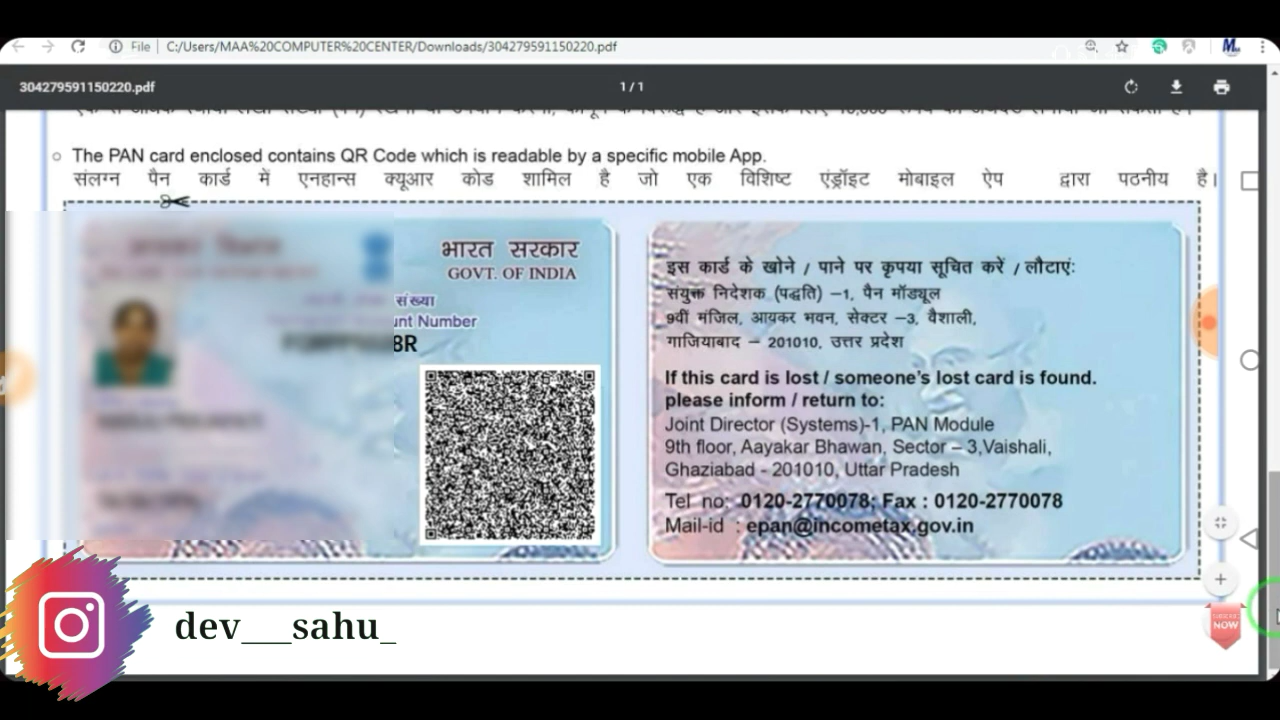 File C:/Users/MAA%20COMPUTER%20CENTER/Downloads/304279591150220.pdf
304279591150220.pdf
1 / 1
The PAN card enclosed contains QR Code which is readable by a specific mobile App.
संलग्न पैन कार्ड में एनहान्स क्यूआर कोड शामिल है जो एक विशिष्ट एंड्रॉइट मोबाइल ऐप द्वारा पठनीय है।
भारत सरकार
GOVT. OF INDIA
संख्या
Number
8R
इस कार्ड के खोने / पाने पर कृपया सूचित करें / लौटाएं:
संयुक्त निदेशक (पद्धति) –1, पैन मॉड्यूल
9वीं मंजिल, आयकर भवन, सेक्टर –3, वैशाली,
गाजियाबाद – 201010, उत्तर प्रदेश
If this card is lost / someone's lost card is found.
please inform / return to:
Joint Director (Systems)-1, PAN Module
9th floor, Aayakar Bhawan, Sector – 3,Vaishali,
Ghaziabad - 201010, Uttar Pradesh
Tel no: 0120-2770078; Fax : 0120-2770078
Mail-id : epan@incometax.gov.in
NOW
dev___sahu_